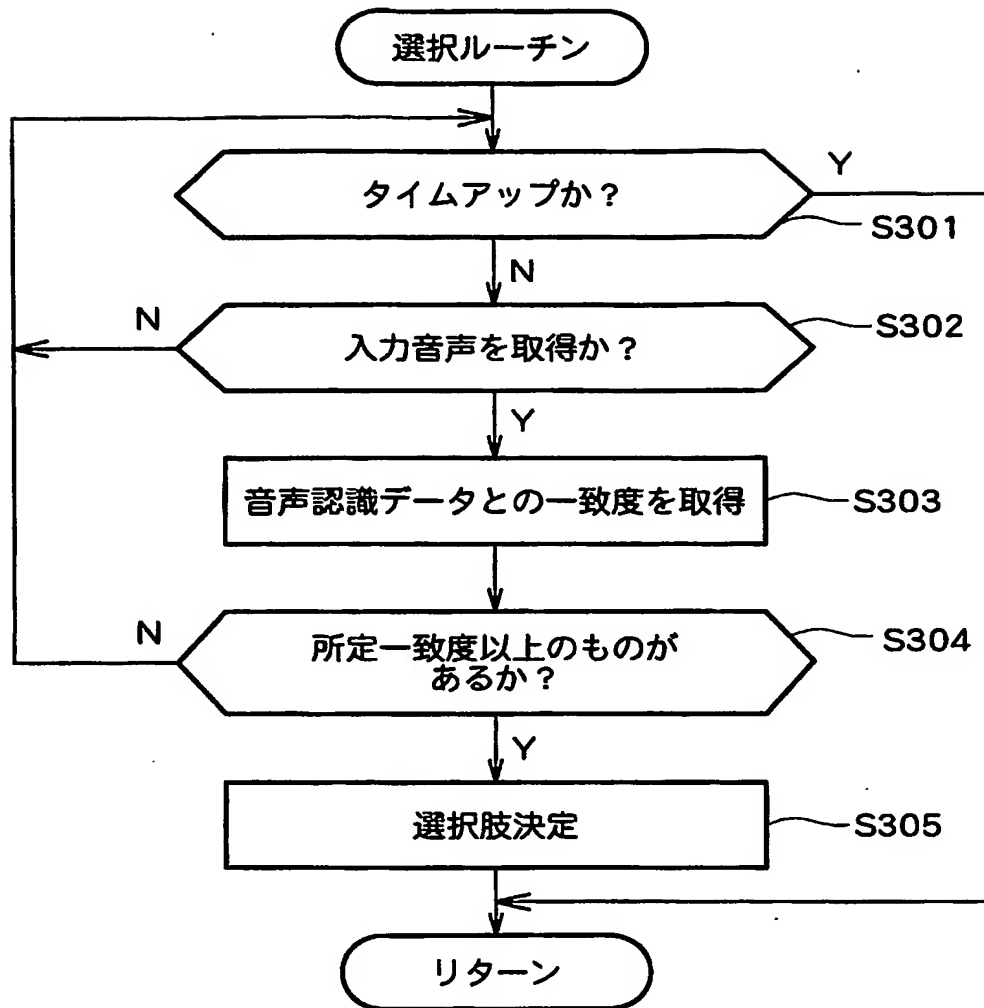 選択ルーチン
タイムアップか？
Y
S301
N
入力音声を取得か？
N
S302
Y
音声認識データとの一致度を取得
S303
所定一致度以上のものが
あるか？
N
S304
Y
選択肢決定
S305
リターン